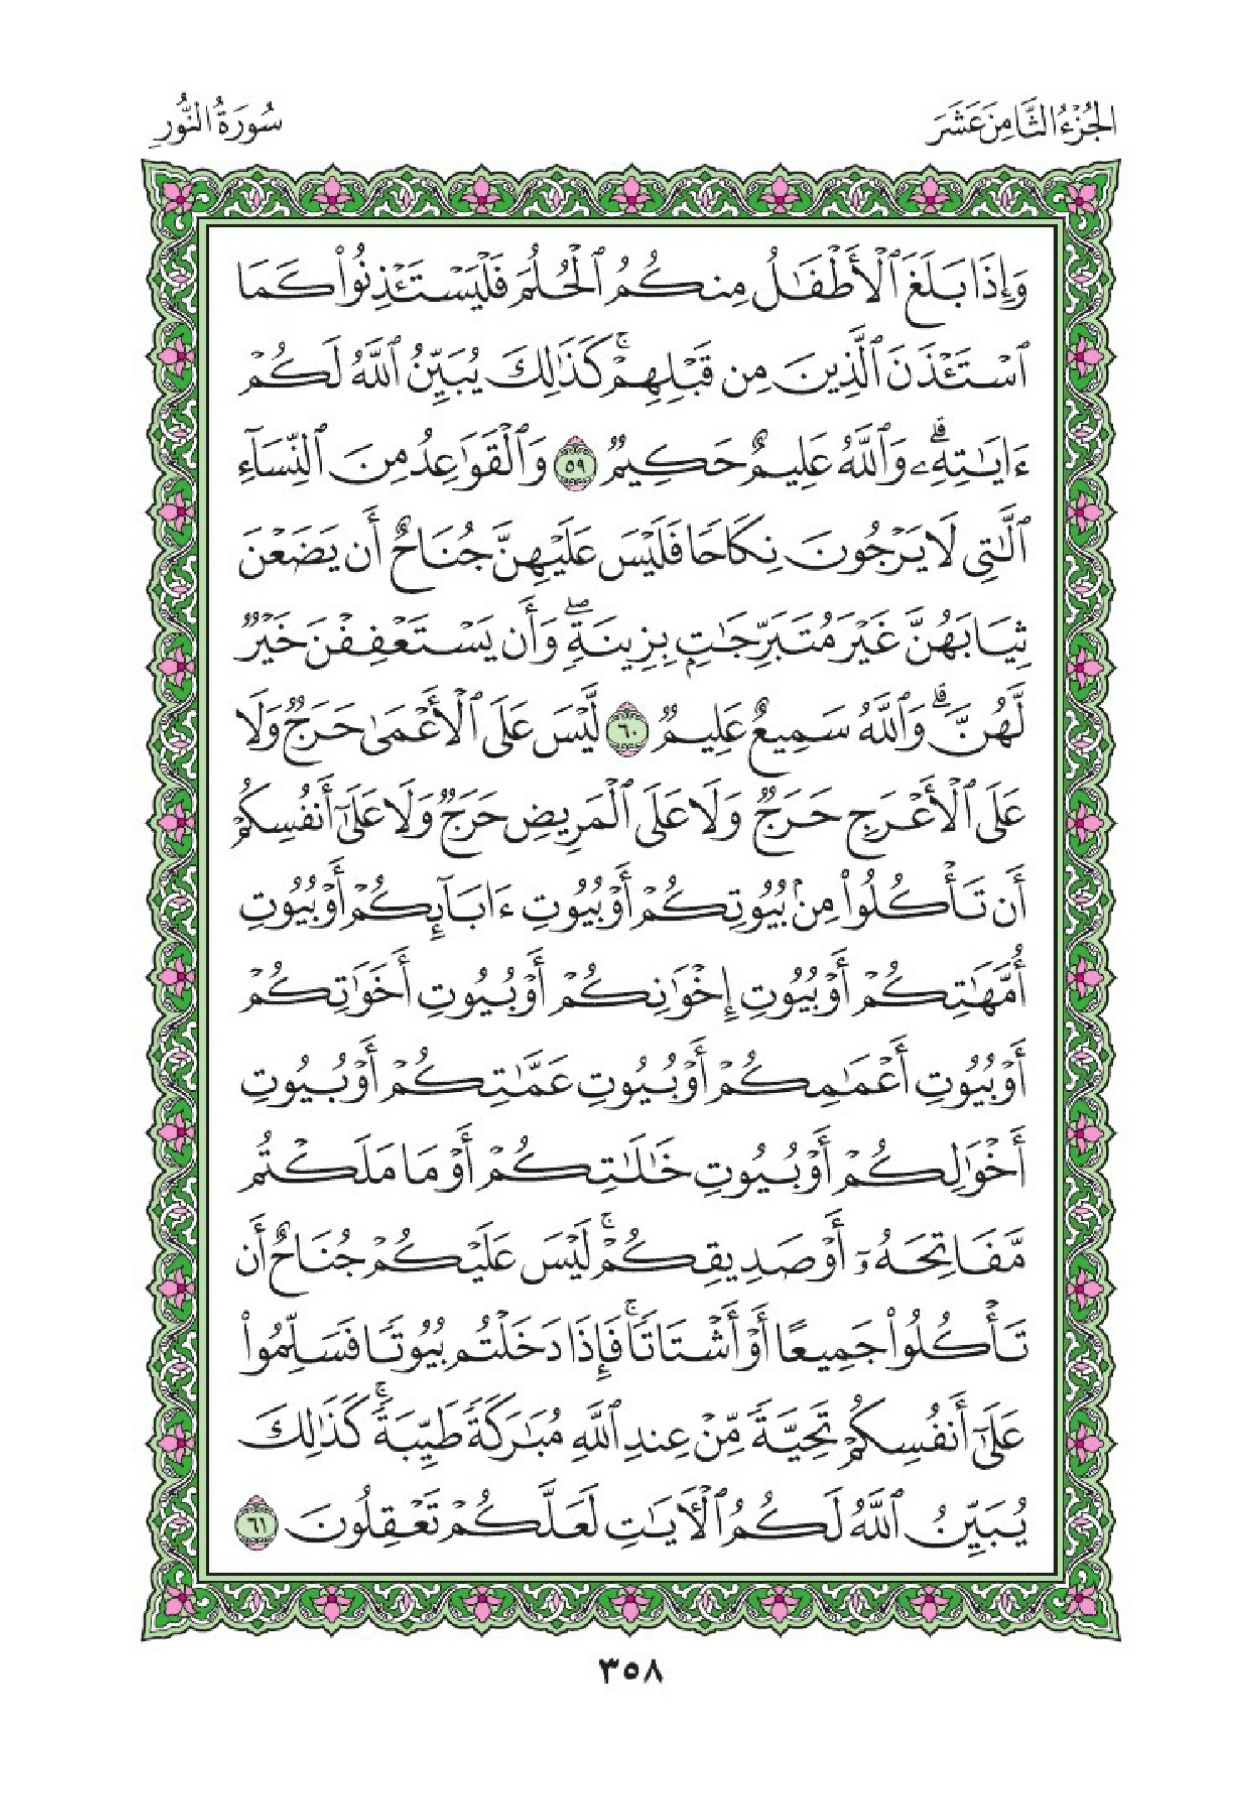 الجُزْءُ الثَّامِنَ عَشَرَ
سُورَةُ النُّورِ
وَإِذَا بَلَغَ ٱلْأَطْفَٰلُ مِنكُمُ ٱلْحُلُمَ فَلْيَسْتَـْٔذِنُوا۟ كَمَا
ٱسْتَـْٔذَنَ ٱلَّذِينَ مِن قَبْلِهِمْ ۚ كَذَٰلِكَ يُبَيِّنُ ٱللَّهُ لَكُمْ
ءَايَٰتِهِۦ ۗ وَٱللَّهُ عَلِيمٌ حَكِيمٌ ٥٩ وَٱلْقَوَٰعِدُ مِنَ ٱلنِّسَآءِ
ٱلَّٰتِى لَا يَرْجُونَ نِكَاحًا فَلَيْسَ عَلَيْهِنَّ جُنَاحٌ أَن يَضَعْنَ
ثِيَابَهُنَّ غَيْرَ مُتَبَرِّجَٰتٍۭ بِزِينَةٍ ۖ وَأَن يَسْتَعْفِفْنَ خَيْرٌ
لَّهُنَّ ۗ وَٱللَّهُ سَمِيعٌ عَلِيمٌ ٦٠ لَّيْسَ عَلَى ٱلْأَعْمَىٰ حَرَجٌ وَلَا
عَلَى ٱلْأَعْرَجِ حَرَجٌ وَلَا عَلَى ٱلْمَرِيضِ حَرَجٌ وَلَا عَلَىٰٓ أَنفُسِكُمْ
أَن تَأْكُلُوا۟ مِنۢ بُيُوتِكُمْ أَوْ بُيُوتِ ءَابَآئِكُمْ أَوْ بُيُوتِ
أُمَّهَٰتِكُمْ أَوْ بُيُوتِ إِخْوَٰنِكُمْ أَوْ بُيُوتِ أَخَوَٰتِكُمْ
أَوْ بُيُوتِ أَعْمَٰمِكُمْ أَوْ بُيُوتِ عَمَّٰتِكُمْ أَوْ بُيُوتِ
أَخْوَٰلِكُمْ أَوْ بُيُوتِ خَٰلَٰتِكُمْ أَوْ مَا مَلَكْتُم
مَّفَاتِحَهُۥٓ أَوْ صَدِيقِكُمْ ۚ لَيْسَ عَلَيْكُمْ جُنَاحٌ أَن
تَأْكُلُوا۟ جَمِيعًا أَوْ أَشْتَاتًا ۚ فَإِذَا دَخَلْتُم بُيُوتًا فَسَلِّمُوا۟
عَلَىٰٓ أَنفُسِكُمْ تَحِيَّةً مِّنْ عِندِ ٱللَّهِ مُبَٰرَكَةً طَيِّبَةً ۚ كَذَٰلِكَ
يُبَيِّنُ ٱللَّهُ لَكُمُ ٱلْءَايَٰتِ لَعَلَّكُمْ تَعْقِلُونَ ٦١
٣٥٨